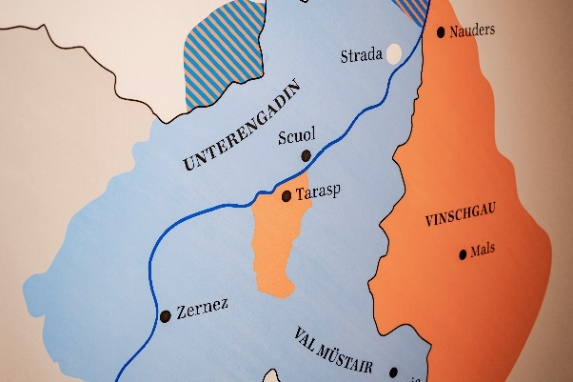 Nauders
Strada
UNTERENGADIN
Scuol
Tarasp
VINSCHGAU
Mals
Zernez
VAL MÜSTAIR